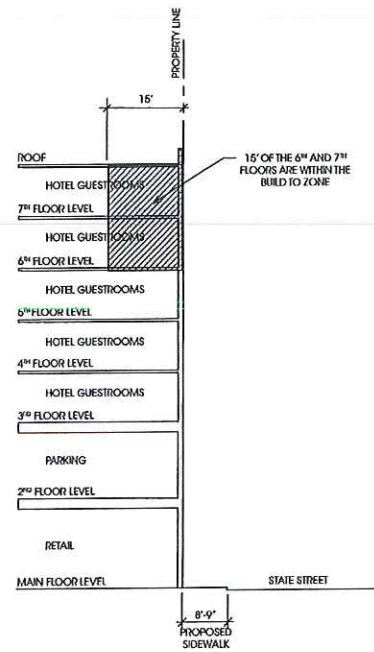 PROPERTY LINE
15'
ROOF
15' OF THE 6TH AND 7TH
FLOORS ARE WITHIN THE
BUILD TO ZONE
HOTEL GUESTROOMS
7TH FLOOR LEVEL
HOTEL GUESTROOMS
6TH FLOOR LEVEL
HOTEL GUESTROOMS
5TH FLOOR LEVEL
HOTEL GUESTROOMS
4TH FLOOR LEVEL
HOTEL GUESTROOMS
3RD FLOOR LEVEL
PARKING
2ND FLOOR LEVEL
RETAIL
MAIN FLOOR LEVEL
STATE STREET
8'-9"
PROPOSED
SIDEWALK